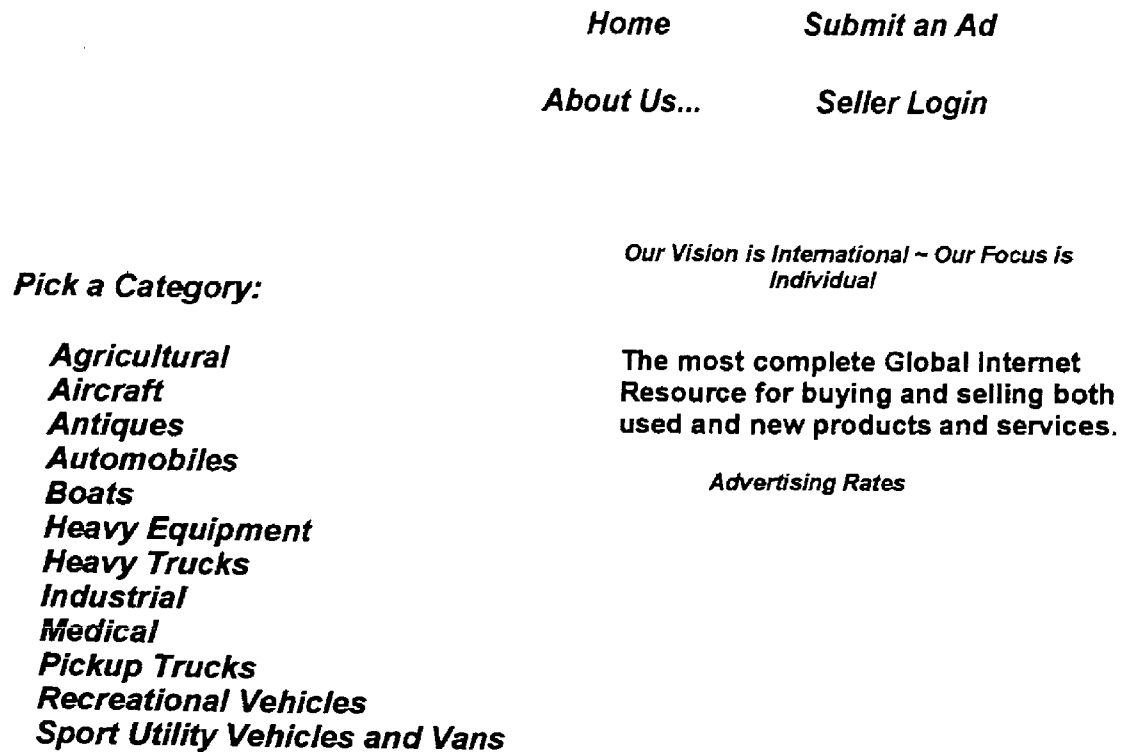 Home Submit an Ad
About Us... Seller Login
Our Vision is International ~ Our Focus is
Individual
Pick a Category:
Agricultural
Aircraft
Antiques
Automobiles
Boats
Heavy Equipment
Heavy Trucks
Industrial
Medical
Pickup Trucks
Recreational Vehicles
Sport Utility Vehicles and Vans
The most complete Global Internet
Resource for buying and selling both
used and new products and services.
Advertising Rates